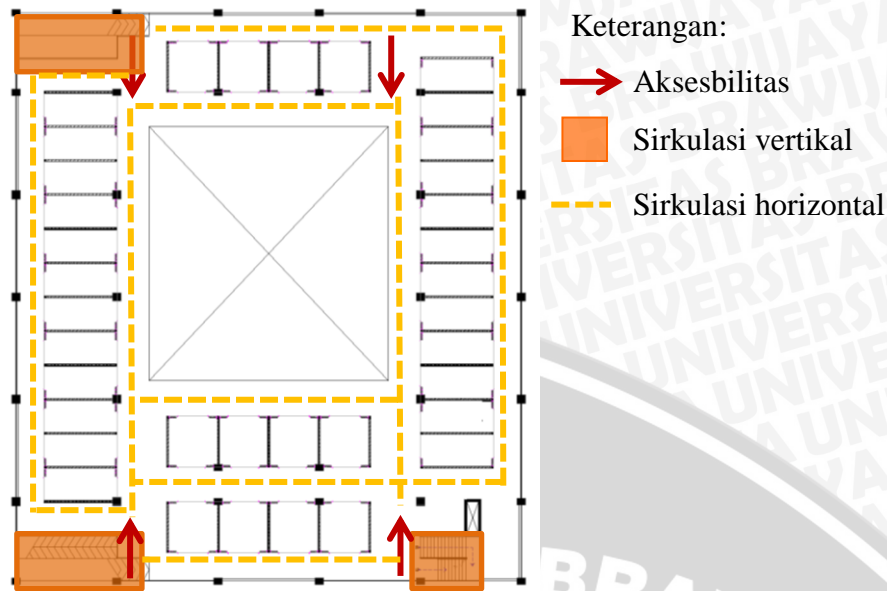 Keterangan:
Aksesbilitas
Sirkulasi vertikal
Sirkulasi horizontal